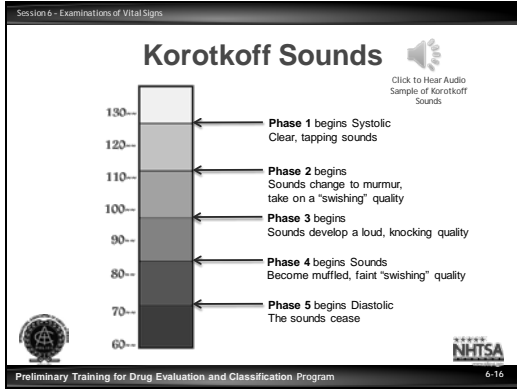 Session 6 - Examinations of Vital Signs
Korotkoff Sounds
Click to Hear Audio
Sample of Korotkoff
Sounds
130--
120--
110--
100--
90--
80--
70--
60--
Phase 1 begins Systolic
Clear, tapping sounds
Phase 2 begins
Sounds change to murmur,
take on a “swishing” quality
Phase 3 begins
Sounds develop a loud, knocking quality
Phase 4 begins Sounds
Become muffled, faint “swishing” quality
Phase 5 begins Diastolic
The sounds cease
NHTSA
Preliminary Training for Drug Evaluation and Classification Program
6-16